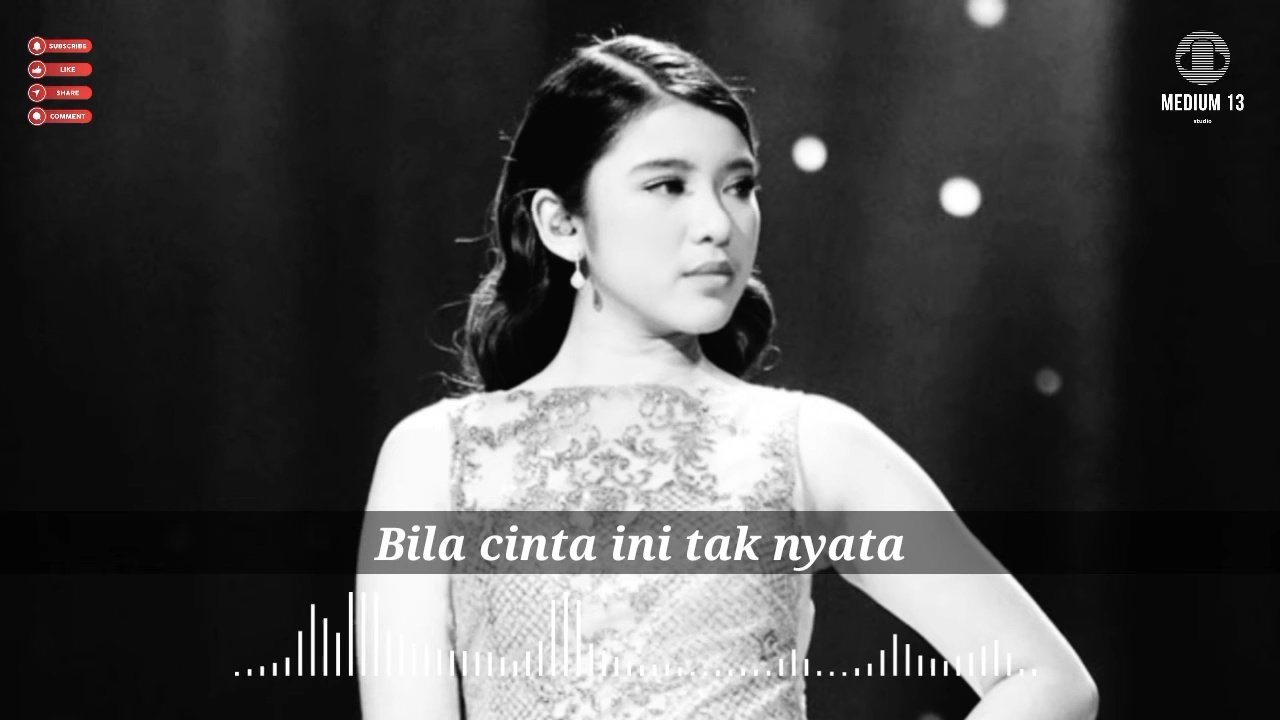 SUBSCRIBE
LIKE
SHARE
COMMENT
MEDIUM 13
studio
Bila cinta ini tak nyata